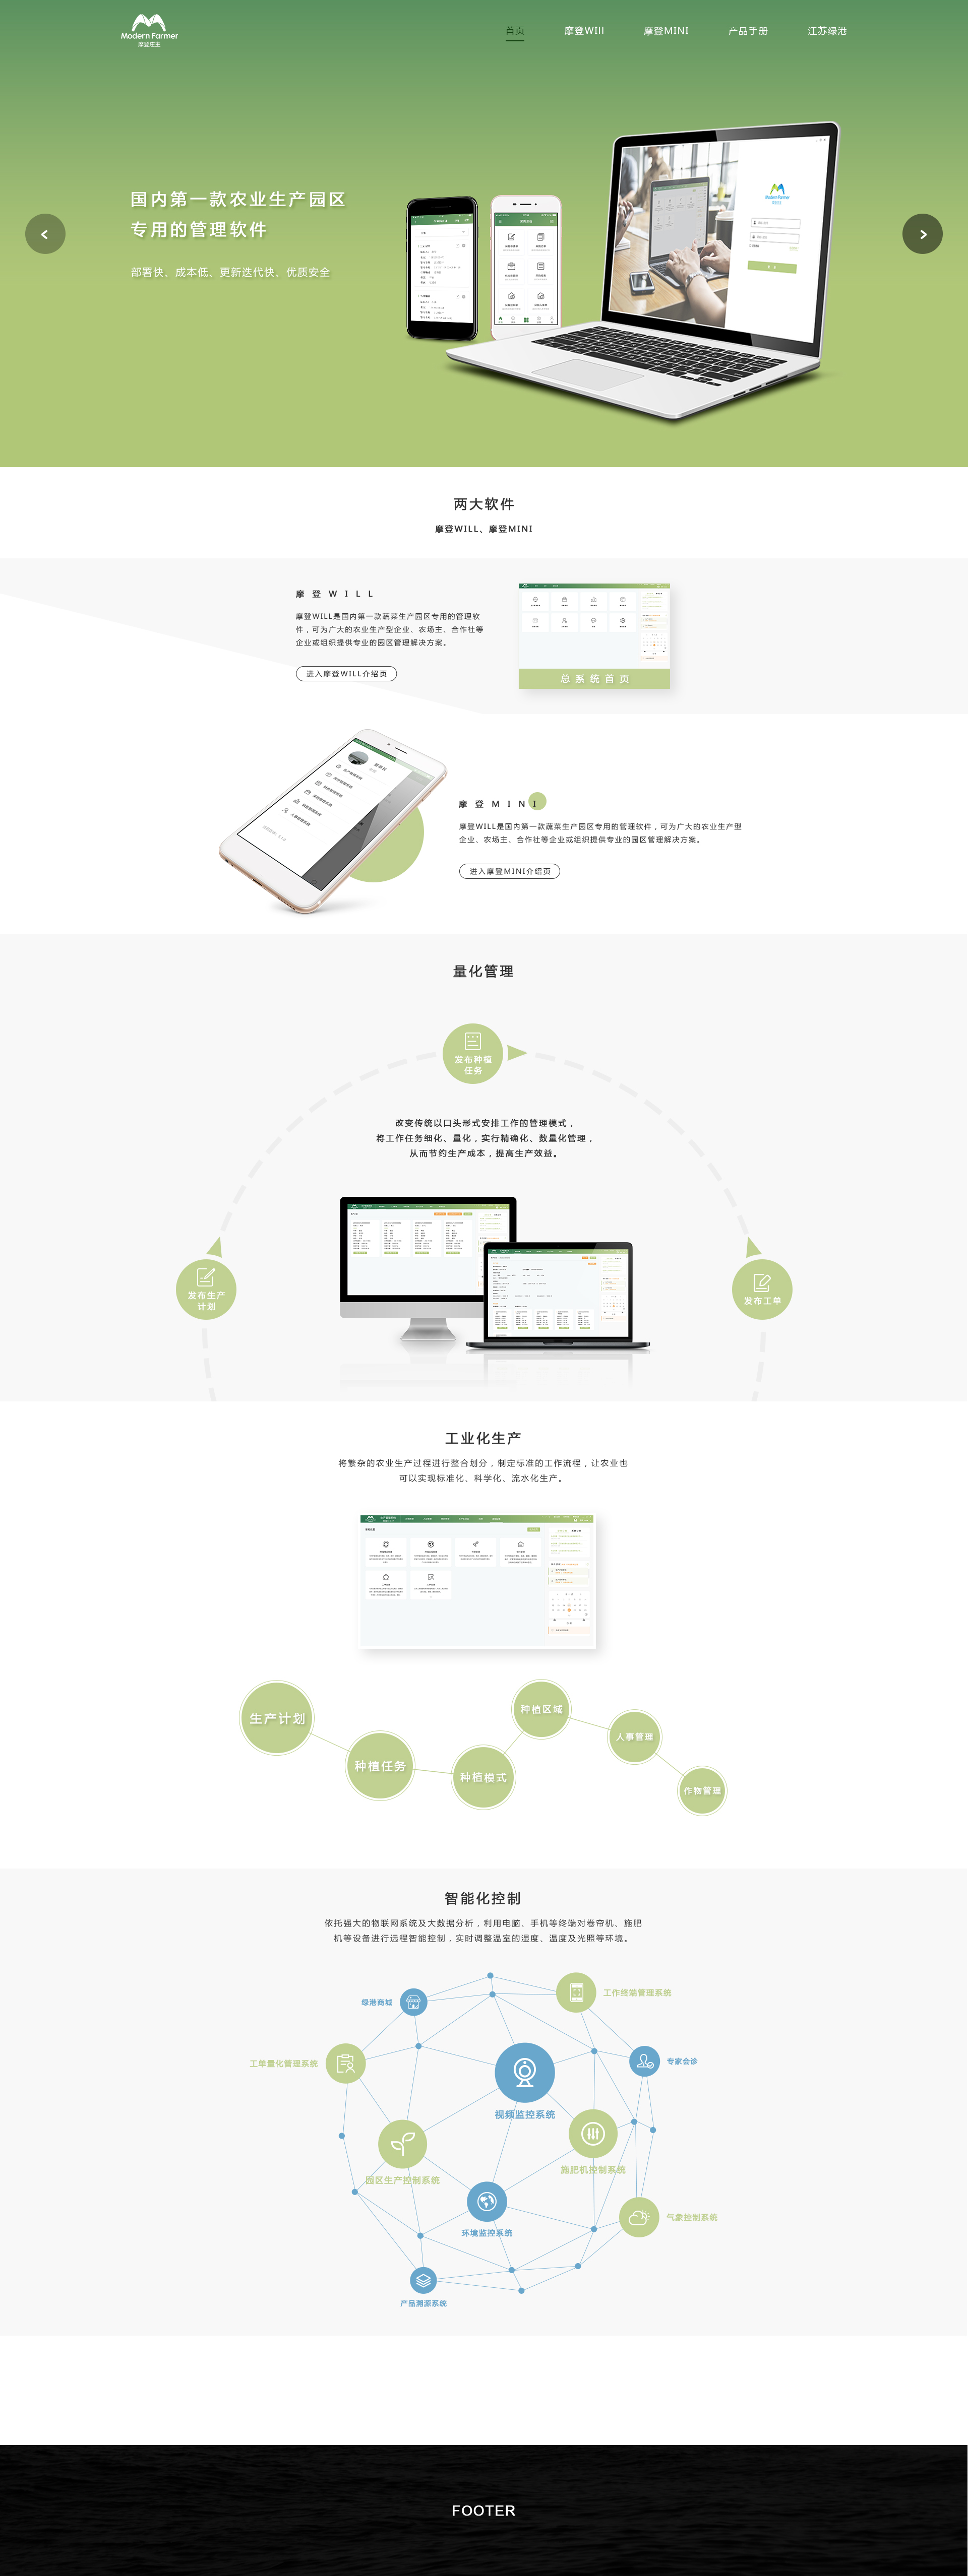 Modern Farmer
摩登庄主
首页
摩登Will
摩登MINI
产品手册
江苏绿港
国内第一款农业生产园区
专用的管理软件
部署快、成本低、更新迭代快、优质安全
Modern Farmer
两大软件
摩登WILL、摩登MINI
摩登WILL
摩登WILL是国内第一款蔬菜生产园区专用的管理软
件，可为广大的农业生产型企业、农场主、合作社等
企业或组织提供专业的园区管理解决方案。
进入摩登WILL介绍页
总系统首页
摩登MINI
摩登WILL是国内第一款蔬菜生产园区专用的管理软件，可为广大的农业生产型
企业、农场主、合作社等企业或组织提供专业的园区管理解决方案。
进入摩登MINI介绍页
量化管理
发布种植
任务
改变传统以口头形式安排工作的管理模式，
将工作任务细化、量化，实行精确化、数量化管理，
从而节约生产成本，提高生产效益。
发布生产
计划
发布工单
工业化生产
将繁杂的农业生产过程进行整合划分，制定标准的工作流程，让农业也
可以实现标准化、科学化、流水化生产。
生产计划
种植任务
种植模式
种植区域
人事管理
作物管理
智能化控制
依托强大的物联网系统及大数据分析，利用电脑、手机等终端对卷帘机、施肥
机等设备进行远程智能控制，实时调整温室的湿度、温度及光照等环境。
绿港商城
工作终端管理系统
工单量化管理系统
专家会诊
视频监控系统
园区生产控制系统
施肥机控制系统
环境监控系统
气象控制系统
产品溯源系统
FOOTER